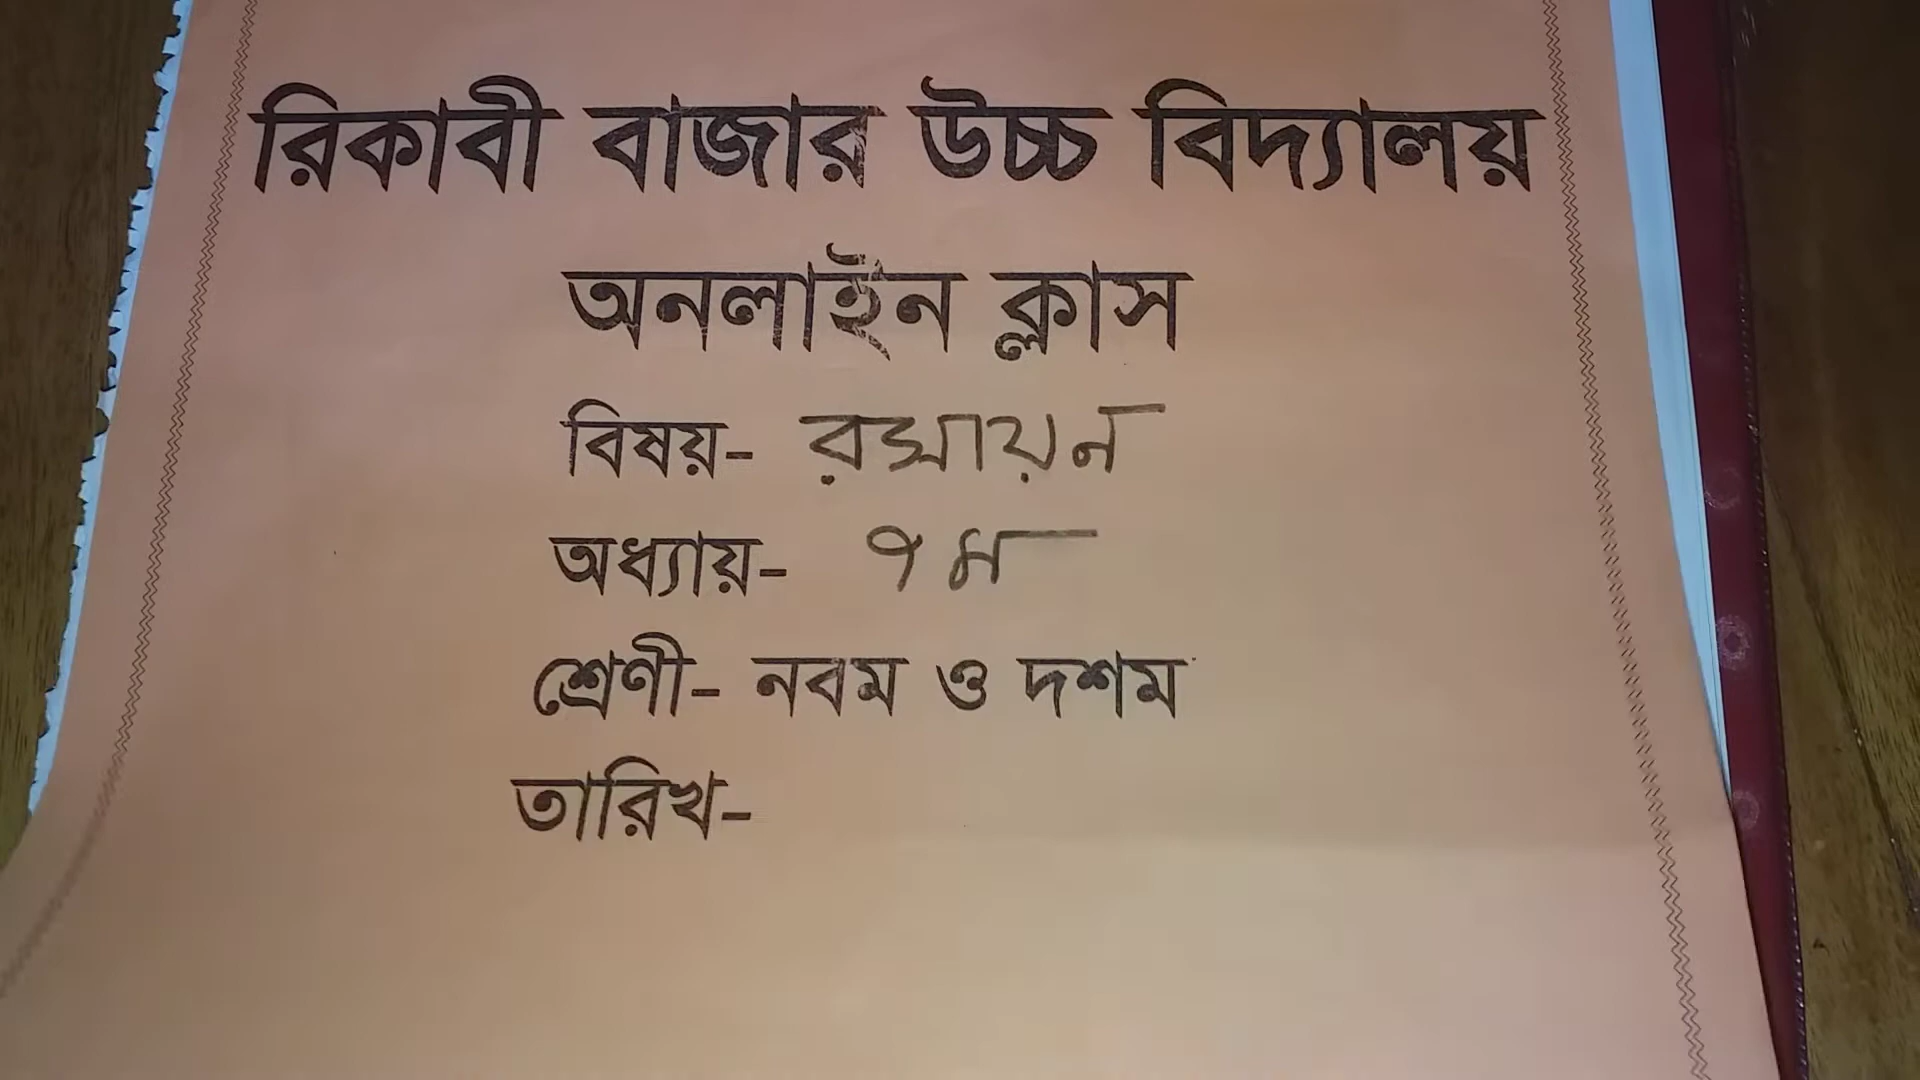 রিকাবী বাজার উচ্চ বিদ্যালয়
অনলাইন ক্লাস
বিষয়- রসায়ন
অধ্যায়- ৭ম
শ্রেণী- নবম ও দশম
তারিখ-